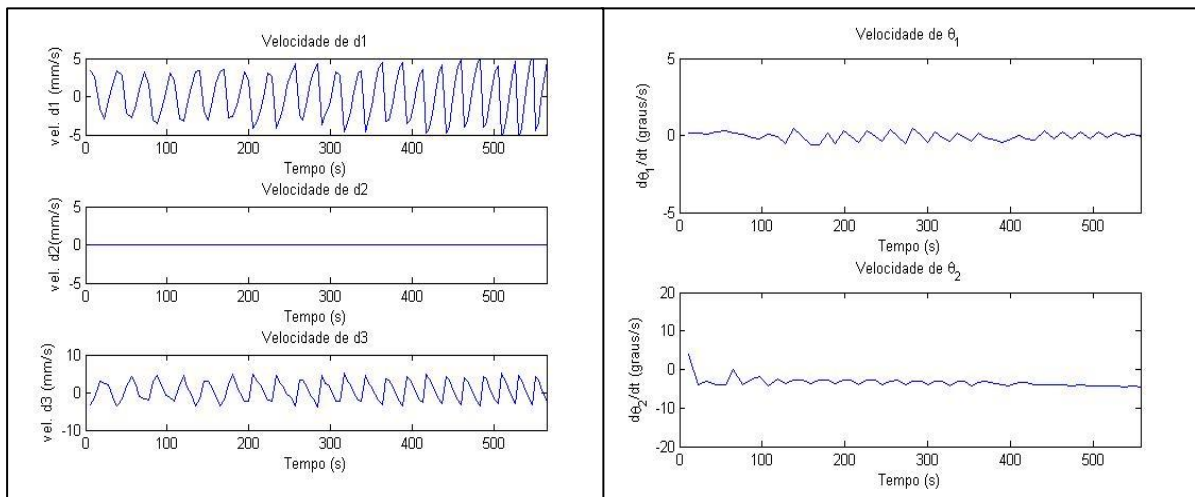 Velocidade de d1
vel. d1 (mm/s)
5
0
-5
0 100 200 300 400 500
Tempo (s)
Velocidade de d2
vel. d2(mm/s)
5
0
-5
0 100 200 300 400 500
Tempo (s)
Velocidade de d3
vel. d3 (mm/s)
10
0
-10
0 100 200 300 400 500
Tempo (s)
Velocidade de θ1
dθ1/dt (graus/s)
5
0
-5
0 100 200 300 400 500
Tempo (s)
Velocidade de θ2
dθ2/dt (graus/s)
20
10
0
-10
-20
0 100 200 300 400 500
Tempo (s)